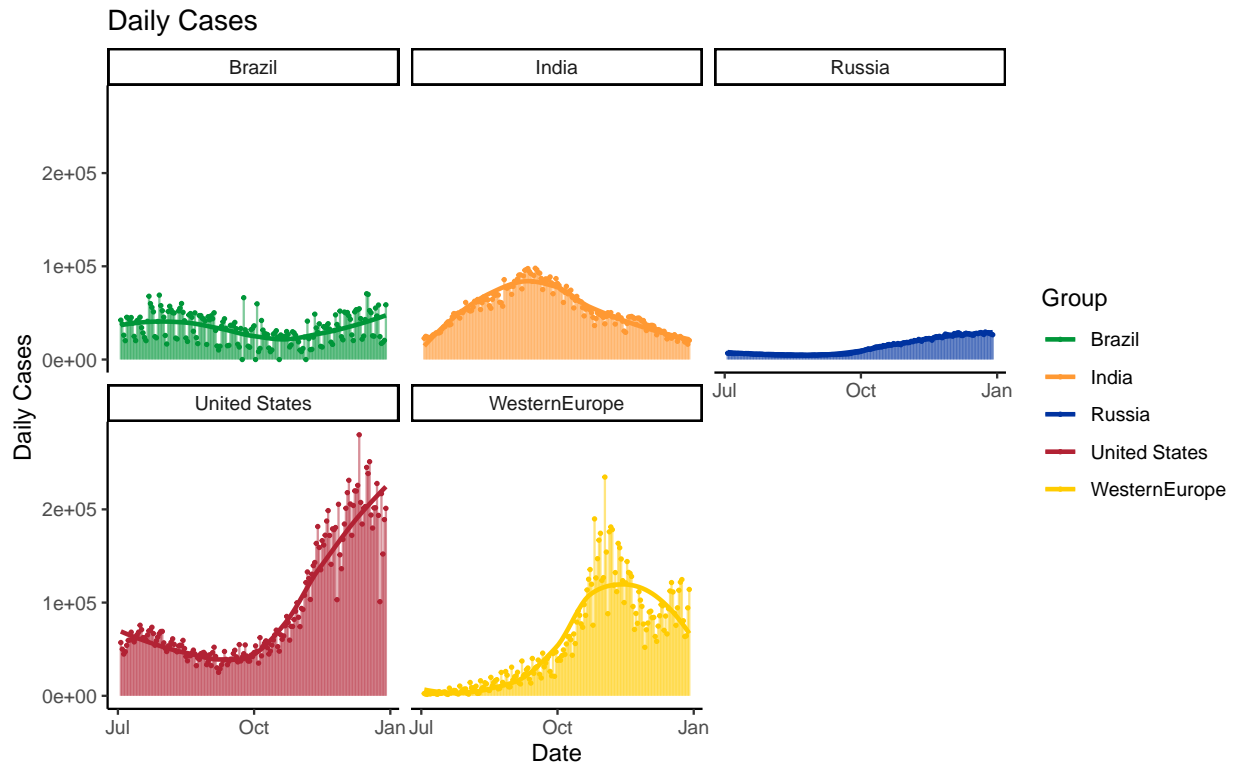 Daily Cases
Brazil India Russia
2e+05
1e+05
0e+00
Jul Oct Jan
United States WesternEurope
2e+05
1e+05
0e+00
Jul Oct Jan Jul Oct Jan
Date
Daily Cases
Group
Brazil
India
Russia
United States
WesternEurope